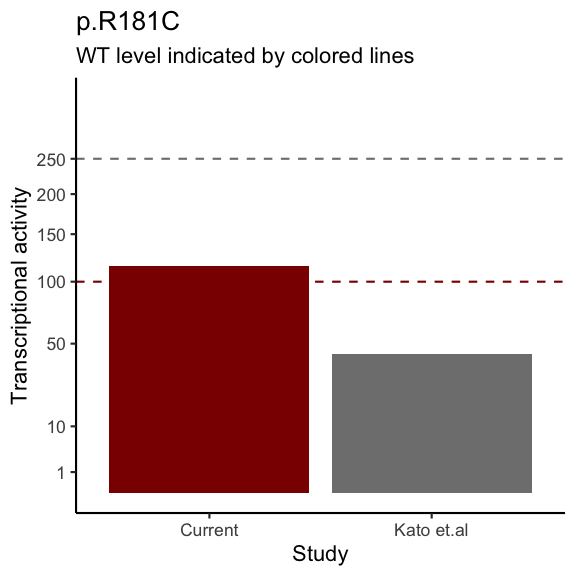 p.R181C
WT level indicated by colored lines
Transcriptional activity
250
200
150
100
50
10
1
Current
Kato et.al
Study